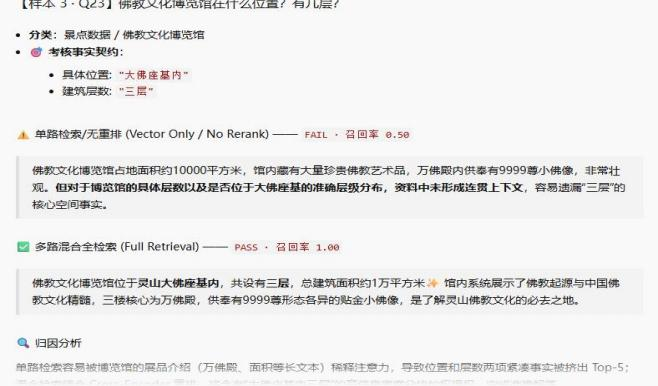 【样本 3 · Q23】佛教文化博览馆在什么位置？有几层？
分类：景点数据 / 佛教文化博览馆
考核事实契约：
具体位置："大佛座基内"
建筑层数："三层"
单路检索/无重排 (Vector Only / No Rerank) —— FAIL · 召回率 0.50
佛教文化博览馆占地面积约10000平方米，馆内藏有大量珍贵佛教艺术品，万佛殿内供奉有9999尊小佛像，非常壮
观。但对于博览馆的具体层数以及是否位于大佛座基的准确层级分布，资料中未形成连贯上下文，容易遗漏“三层”的
核心空间事实。
多路混合全检索 (Full Retrieval) —— PASS · 召回率 1.00
佛教文化博览馆位于灵山大佛座基内，共设有三层，总建筑面积约1万平方米✨ 馆内系统展示了佛教起源与中国佛
教文化精髓，三楼核心为万佛殿，供奉有9999尊形态各异的贴金小佛像，是了解灵山佛教文化的必去之地。
归因分析
单路检索容易被博览馆的展品介绍（万佛殿、面积等长文本）稀释注意力，导致位置和层数两项紧凑事实被挤出 Top-5；